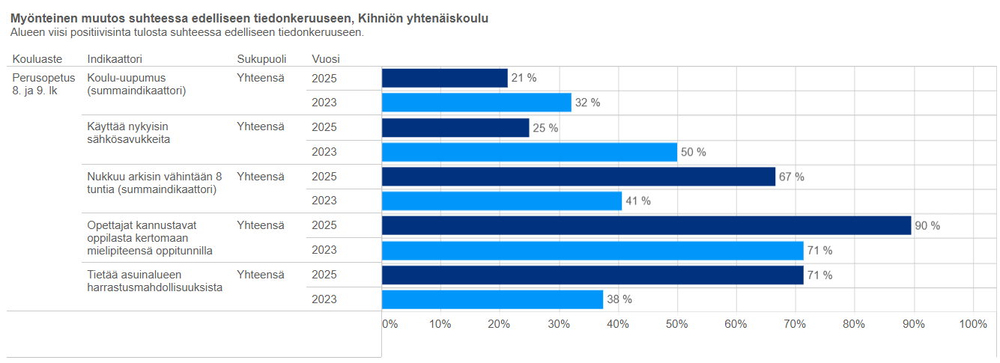 Myönteinen muutos suhteessa edelliseen tiedonkeruuseen, Kihniön yhtenäiskoulu
Alueen viisi positiivisinta tulosta suhteessa edelliseen tiedonkeruuseen.
Kouluaste Indikaattori Sukupuoli Vuosi
Perusopetus
8. ja 9. lk
Koulu-uupumus
(summaindikaattori)
Yhteensä
2025 21 %
2023 32 %
Käyttää nykyisin
sähkösavukkeita
Yhteensä
2025 25 %
2023 50 %
Nukkuu arkisin vähintään 8
tuntia (summaindikaattori)
Yhteensä
2025 67 %
2023 41 %
Opettajat kannustavat
oppilasta kertomaan
mielipiteensä oppitunnilla
Yhteensä
2025 90 %
2023 71 %
Tietää asuinalueen
harrastusmahdollisuuksista
Yhteensä
2025 71 %
2023 38 %
0% 10% 20% 30% 40% 50% 60% 70% 80% 90% 100%